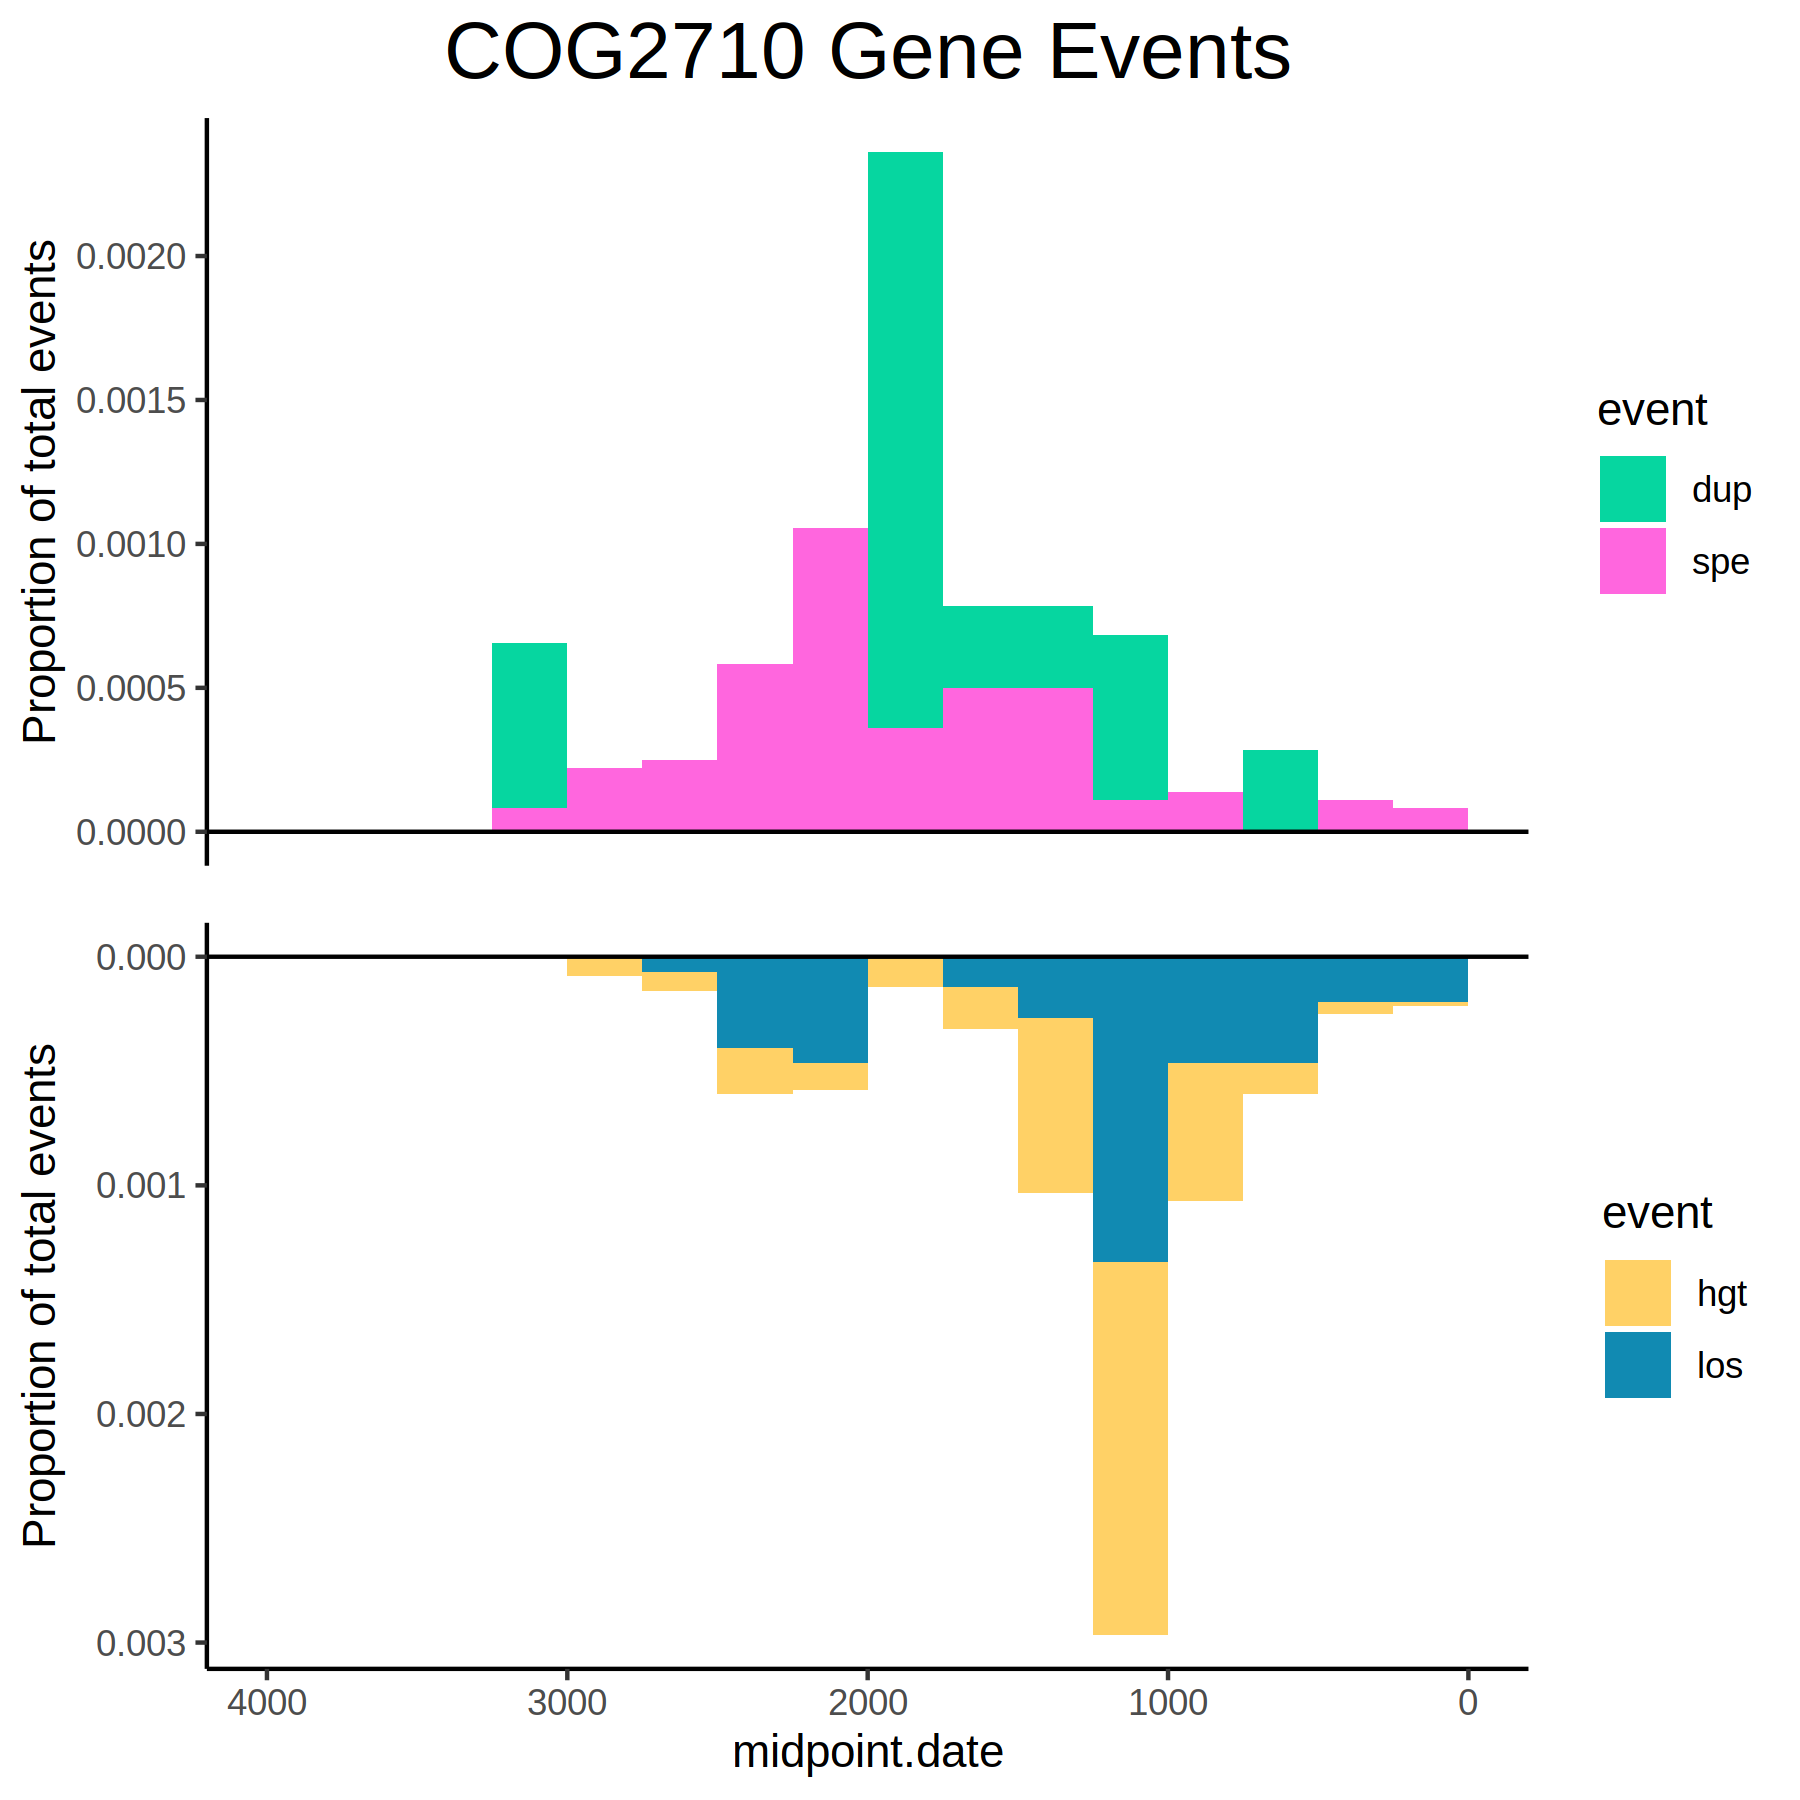 COG2710 Gene Events
Proportion of total events
0.0020
0.0015
0.0010
0.0005
0.0000
event
dup
spe
Proportion of total events
0.000
0.001
0.002
0.003
event
hgt
los
4000 3000 2000 1000 0
midpoint.date